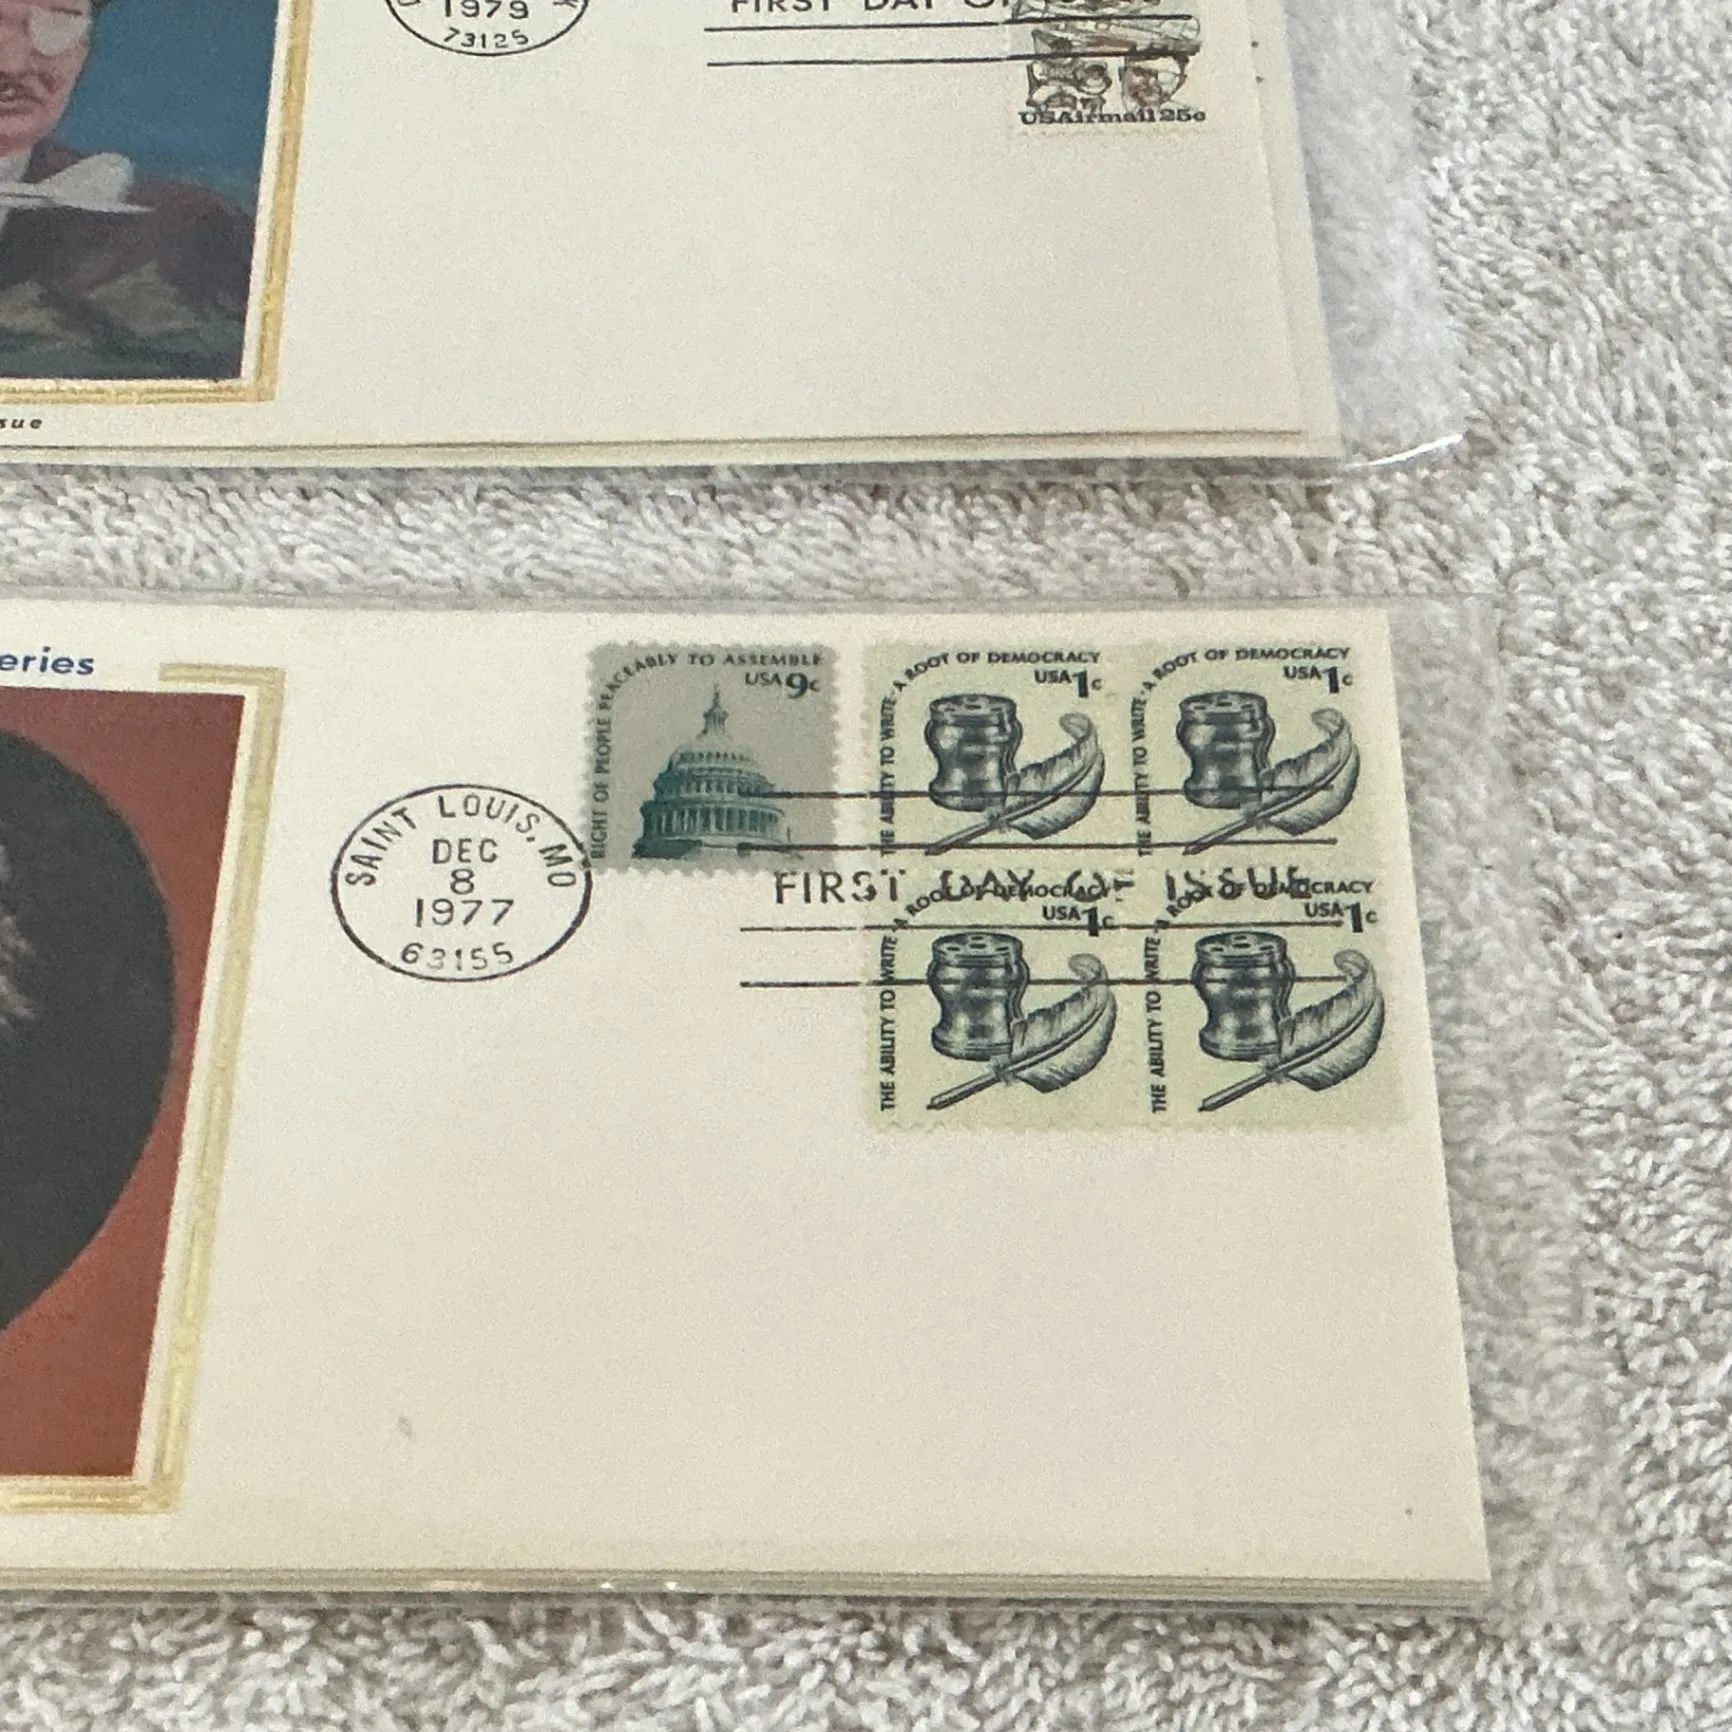 1979
73125
FIRST DAY OF
USAirmail25c
sue
eries
RIGHT OF PEOPLE PEACEABLY TO ASSEMBLE
USA 9c
THE ABILITY TO WRITE · A ROOT OF DEMOCRACY
USA 1c
THE ABILITY TO WRITE · A ROOT OF DEMOCRACY
USA 1c
SAINT LOUIS, MO
DEC
8
1977
63155
FIRST DAY OF ISSUE
THE ABILITY TO WRITE · A ROOT OF DEMOCRACY
USA 1c
THE ABILITY TO WRITE · A ROOT OF DEMOCRACY
USA 1c